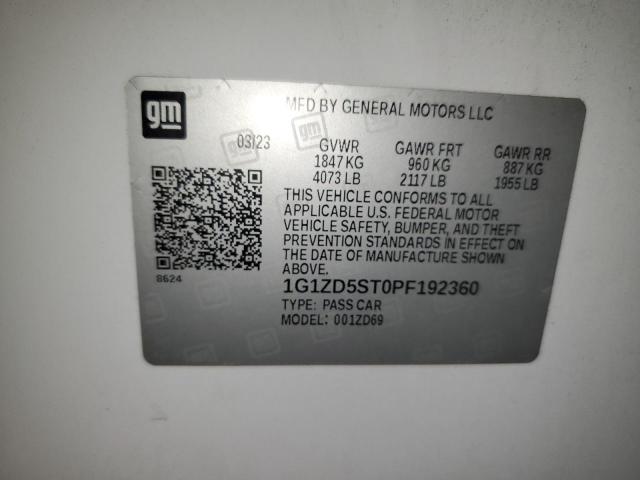 gm
MFD BY GENERAL MOTORS LLC
03/23
GVWR GAWR FRT GAWR RR
1847 KG 960 KG 887 KG
4073 LB 2117 LB 1955 LB
THIS VEHICLE CONFORMS TO ALL
APPLICABLE U.S. FEDERAL MOTOR
VEHICLE SAFETY, BUMPER, AND THEFT
PREVENTION STANDARDS IN EFFECT ON
THE DATE OF MANUFACTURE SHOWN
ABOVE.
8624
1G1ZD5ST0PF192360
TYPE: PASS CAR
MODEL: 001ZD69